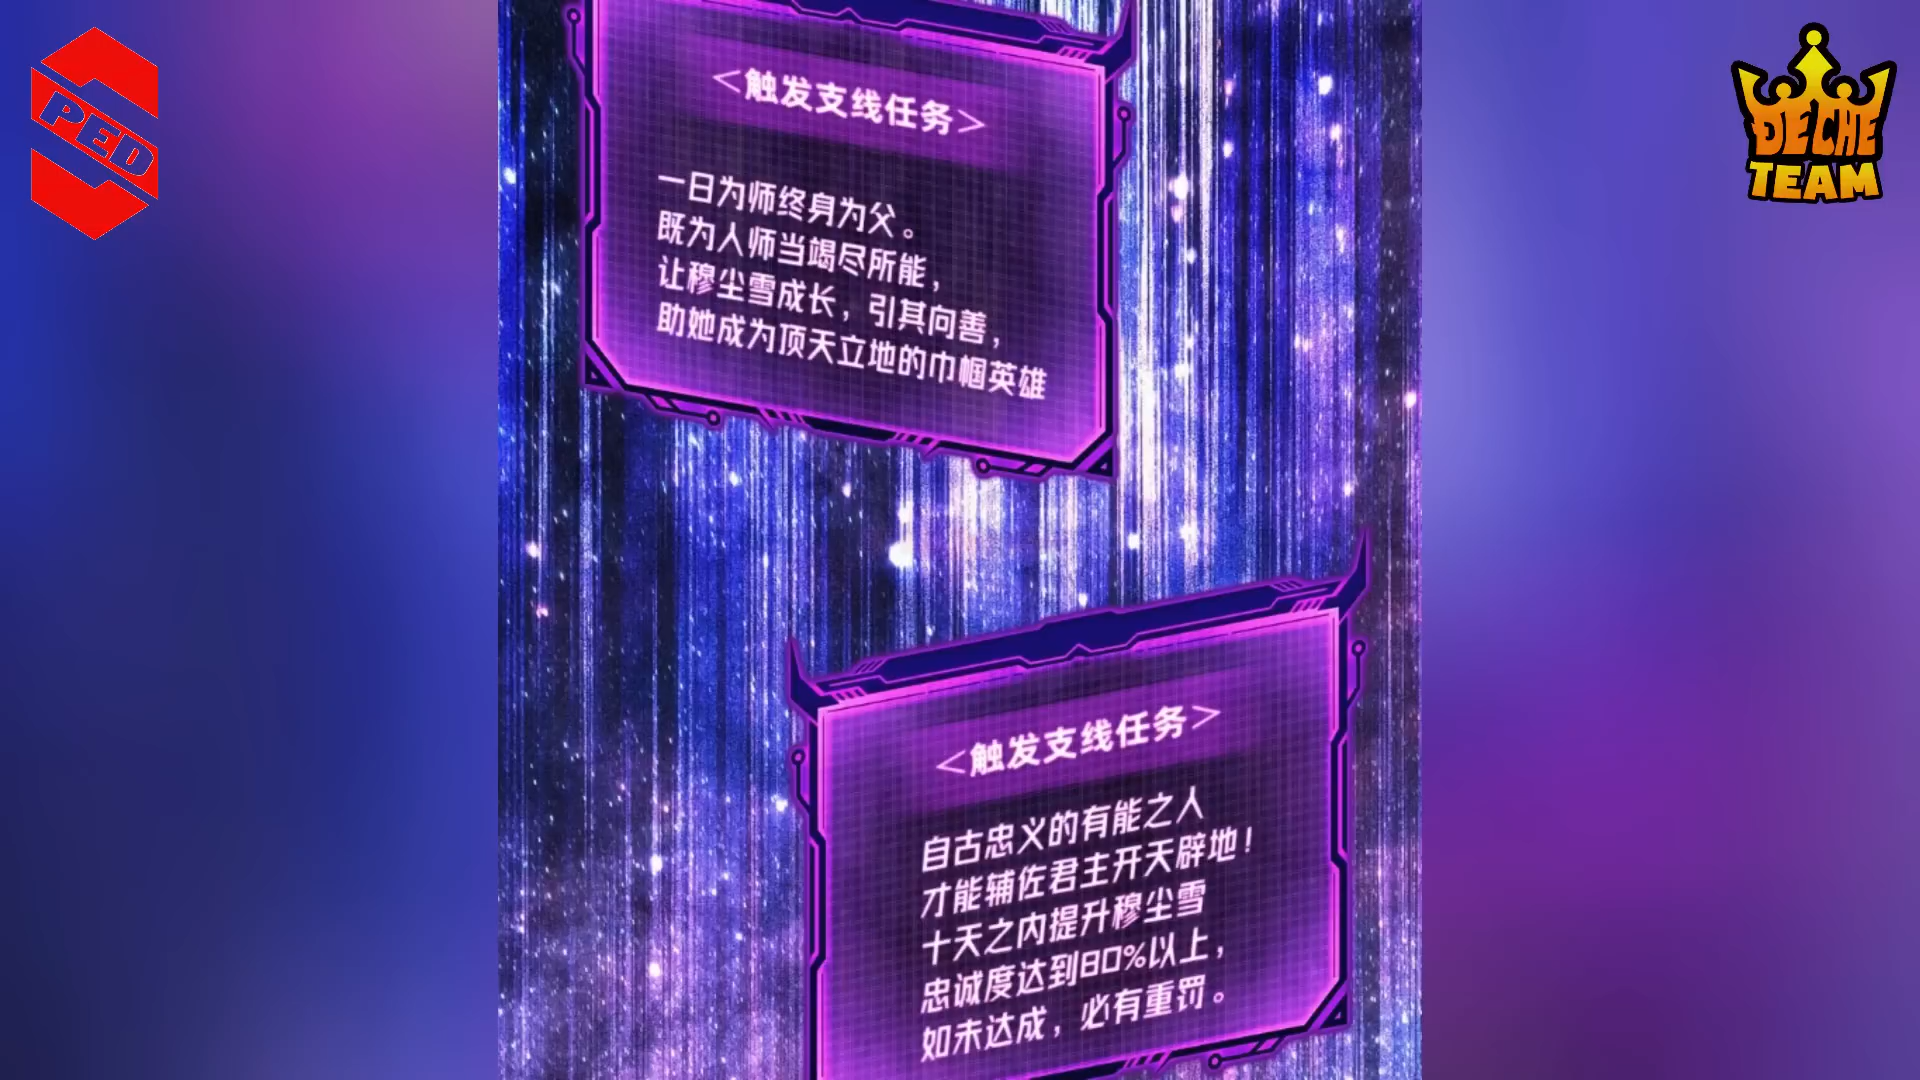 PED
ĐECHE
TEAM
<触发支线任务>
一日为师终身为父。
既为人师当竭尽所能，
让穆尘雪成长，引其向善，
助她成为顶天立地的巾帼英雄
<触发支线任务>
自古忠义的有能之人
才能辅佐君主开天辟地！
十天之内提升穆尘雪
忠诚度达到80%以上，
如未达成，必有重罚。